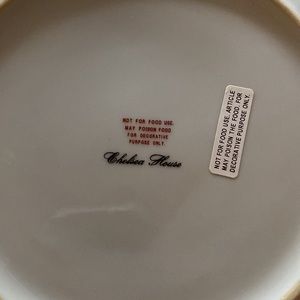 NOT FOR FOOD USE.
MAY POISON FOOD
FOR DECORATIVE
PURPOSE ONLY.
Chelsea House
NOT FOR FOOD USE. ARTICLE
MAY POISON THE FOOD. FOR
DECORATIVE PURPOSE ONLY.